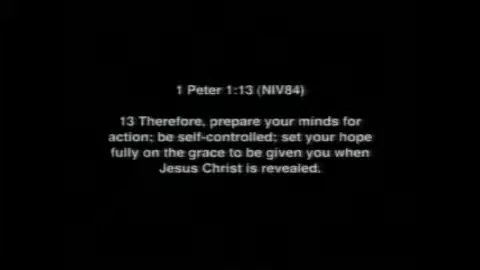 1 Peter 1:13 (NIV84)
13 Therefore, prepare your minds for
action; be self-controlled; set your hope
fully on the grace to be given you when
Jesus Christ is revealed.